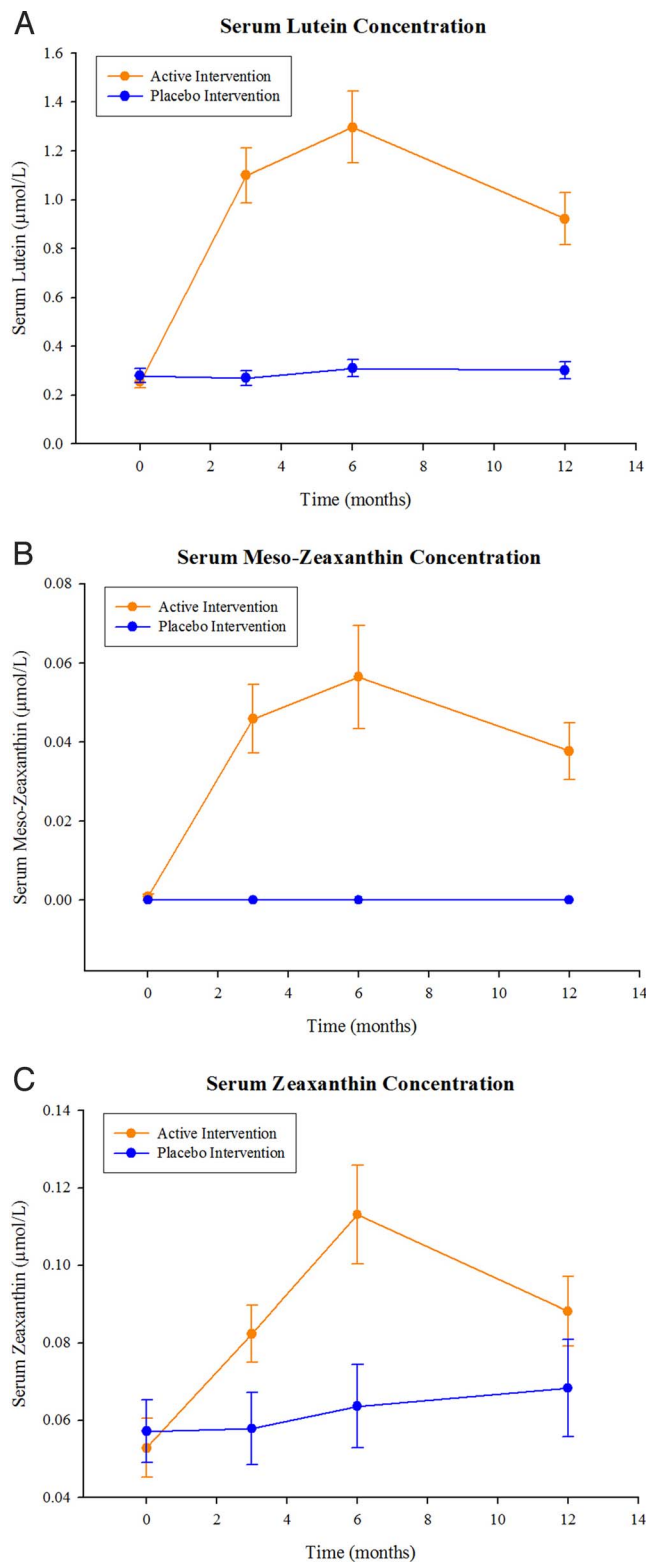 A
Serum Lutein Concentration
Active Intervention
Placebo Intervention
Serum Lutein (µmol/L)
1.6
1.4
1.2
1.0
0.8
0.6
0.4
0.2
0.0
0 2 4 6 8 10 12 14
Time (months)
B
Serum Meso-Zeaxanthin Concentration
Active Intervention
Placebo Intervention
Serum Meso-Zeaxanthin (µmol/L)
0.08
0.06
0.04
0.02
0.00
0 2 4 6 8 10 12 14
Time (months)
C
Serum Zeaxanthin Concentration
Active Intervention
Placebo Intervention
Serum Zeaxanthin (µmol/L)
0.14
0.12
0.10
0.08
0.06
0.04
0 2 4 6 8 10 12 14
Time (months)